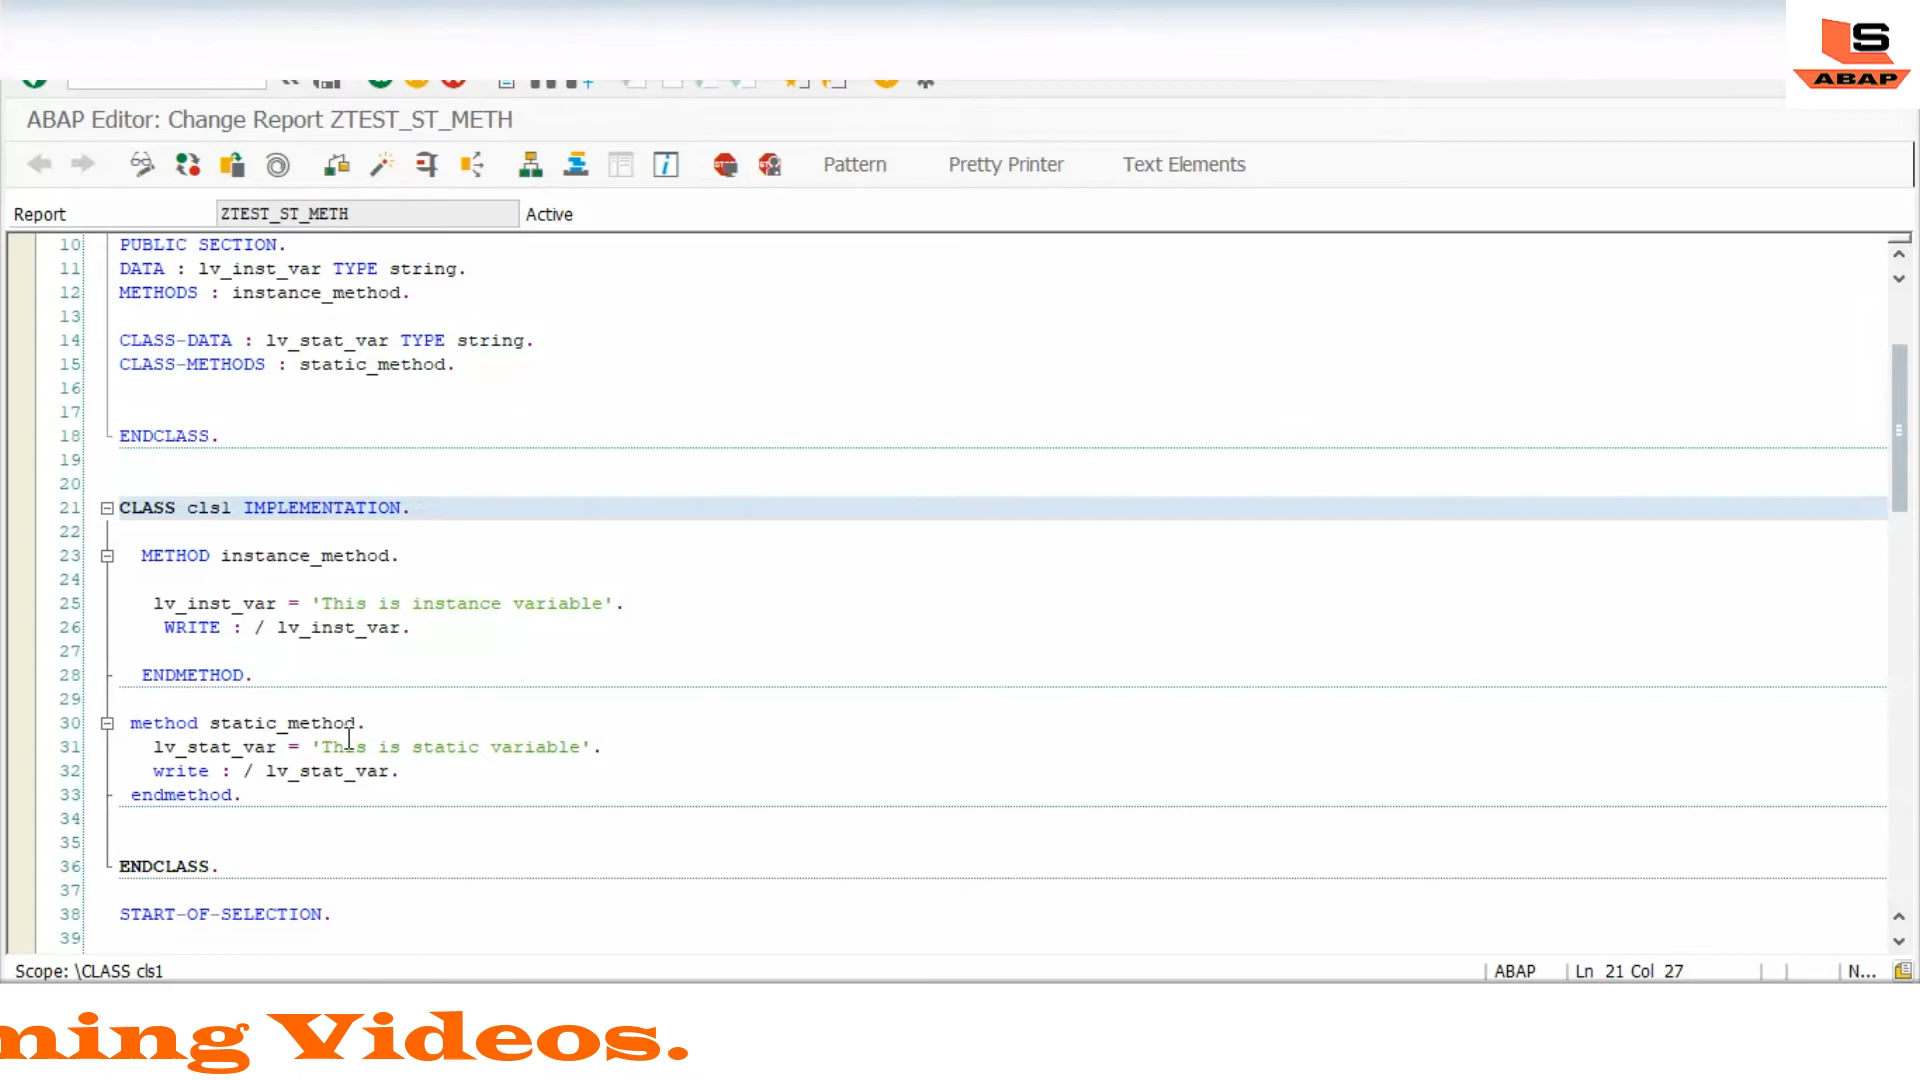 S
ABAP
ABAP Editor: Change Report ZTEST_ST_METH
Pattern Pretty Printer Text Elements
Report ZTEST_ST_METH Active
10 PUBLIC SECTION.
11 DATA : lv_inst_var TYPE string.
12 METHODS : instance_method.
13
14 CLASS-DATA : lv_stat_var TYPE string.
15 CLASS-METHODS : static_method.
16
17
18 ENDCLASS.
19
20
21 CLASS cls1 IMPLEMENTATION.
22
23 METHOD instance_method.
24
25 lv_inst_var = 'This is instance variable'.
26 WRITE : / lv_inst_var.
27
28 ENDMETHOD.
29
30 method static_method.
31 lv_stat_var = 'This is static variable'.
32 write : / lv_stat_var.
33 endmethod.
34
35
36 ENDCLASS.
37
38 START-OF-SELECTION.
39
Scope: \CLASS cls1 ABAP Ln 21 Col 27 N...
ming Videos.